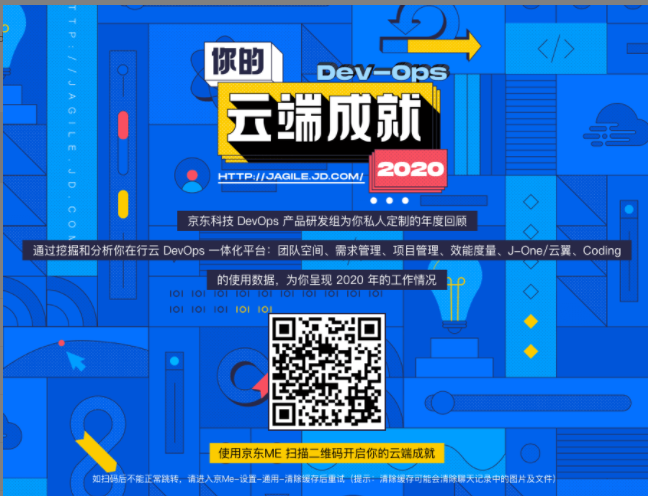 HTTP://JAGILE.JD.COM
</>
你的
Dev-Ops
云端成就
HTTP://JAGILE.JD.COM/
2020
京东科技 DevOps 产品研发组为你私人定制的年度回顾
通过挖掘和分析你在行云 DevOps 一体化平台：团队空间、需求管理、项目管理、效能度量、J-One/云翼、Coding
的使用数据，为你呈现 2020 年的工作情况
101 101 101 101 101 101 101 101
101 101 101 101 101
使用京东ME 扫描二维码开启你的云端成就
如扫码后不能正常跳转，请进入京Me-设置-通用-清除缓存后重试（提示：清除缓存可能会清除聊天记录中的图片及文件）